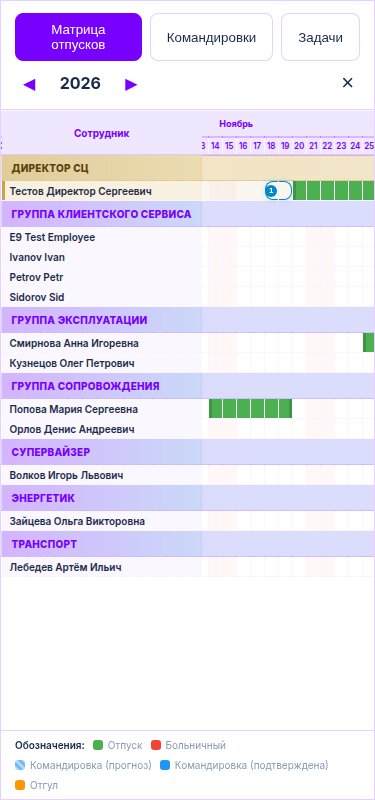 Матрица
отпусков
Командировки
Задачи
◀ 2026 ▶ ×
Сотрудник
Ноябрь
14 15 16 17 18 19 20 21 22 23 24 25
ДИРЕКТОР СЦ
Тестов Директор Сергеевич
1
ГРУППА КЛИЕНТСКОГО СЕРВИСА
E9 Test Employee
Ivanov Ivan
Petrov Petr
Sidorov Sid
ГРУППА ЭКСПЛУАТАЦИИ
Смирнова Анна Игоревна
Кузнецов Олег Петрович
ГРУППА СОПРОВОЖДЕНИЯ
Попова Мария Сергеевна
Орлов Денис Андреевич
СУПЕРВАЙЗЕР
Волков Игорь Львович
ЭНЕРГЕТИК
Зайцева Ольга Викторовна
ТРАНСПОРТ
Лебедев Артём Ильич
Обозначения: Отпуск Больничный
Командировка (прогноз) Командировка (подтверждена)
Отгул